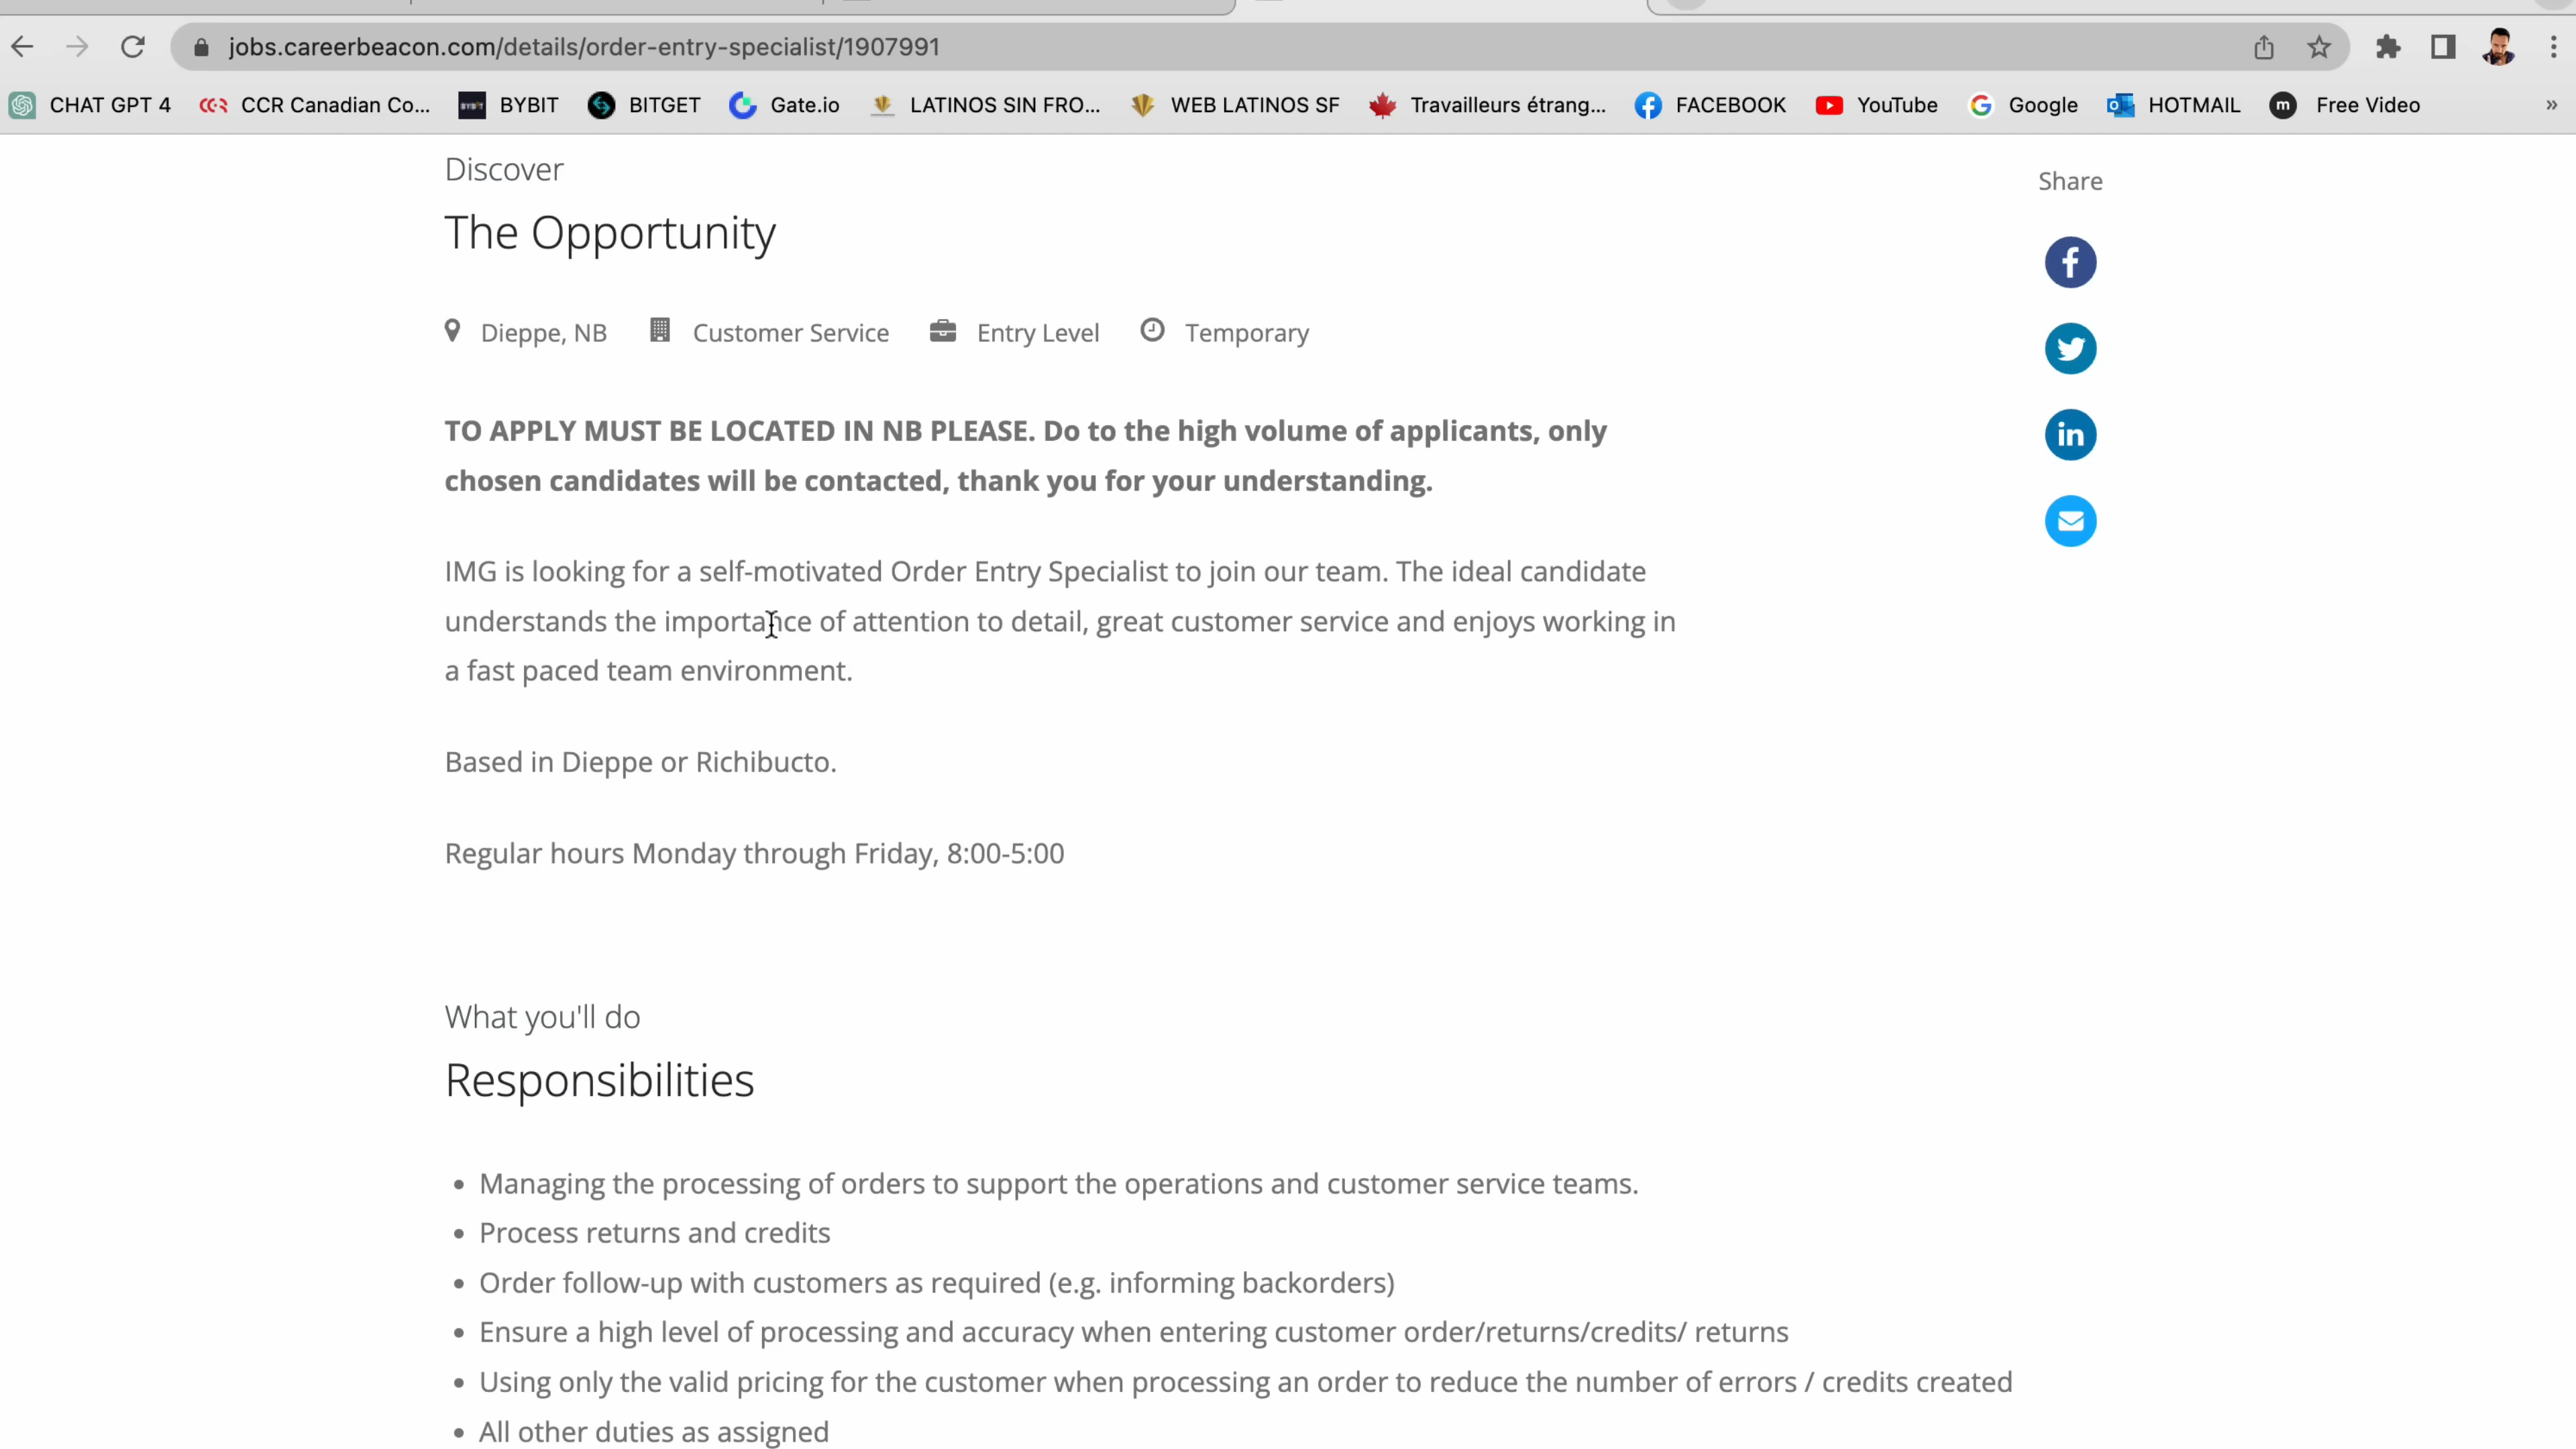 jobs.careerbeacon.com/details/order-entry-specialist/1907991
CHAT GPT 4 CCR Canadian Co... BYBIT BITGET Gate.io LATINOS SIN FRO... WEB LATINOS SF Travailleurs étrang... FACEBOOK YouTube Google HOTMAIL Free Video »
Discover
The Opportunity
Dieppe, NB Customer Service Entry Level Temporary
TO APPLY MUST BE LOCATED IN NB PLEASE. Do to the high volume of applicants, only
chosen candidates will be contacted, thank you for your understanding.
IMG is looking for a self-motivated Order Entry Specialist to join our team. The ideal candidate
understands the importance of attention to detail, great customer service and enjoys working in
a fast paced team environment.
Based in Dieppe or Richibucto.
Regular hours Monday through Friday, 8:00-5:00
What you'll do
Responsibilities
• Managing the processing of orders to support the operations and customer service teams.
• Process returns and credits
• Order follow-up with customers as required (e.g. informing backorders)
• Ensure a high level of processing and accuracy when entering customer order/returns/credits/ returns
• Using only the valid pricing for the customer when processing an order to reduce the number of errors / credits created
• All other duties as assigned
Share